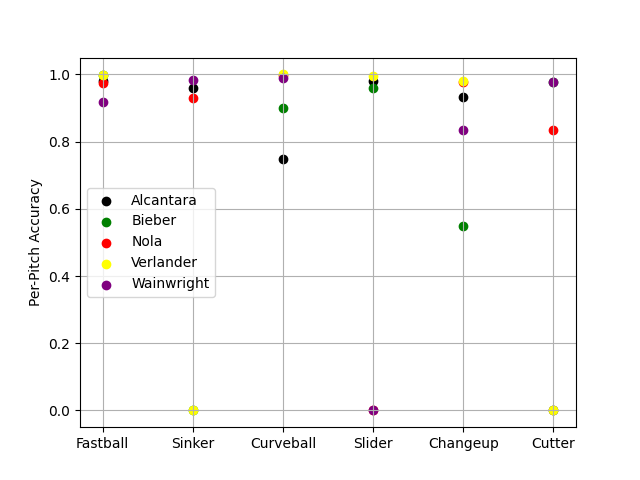 1.0
0.8
0.6
0.4
0.2
0.0
Per-Pitch Accuracy
Alcantara
Bieber
Nola
Verlander
Wainwright
Fastball Sinker Curveball Slider Changeup Cutter